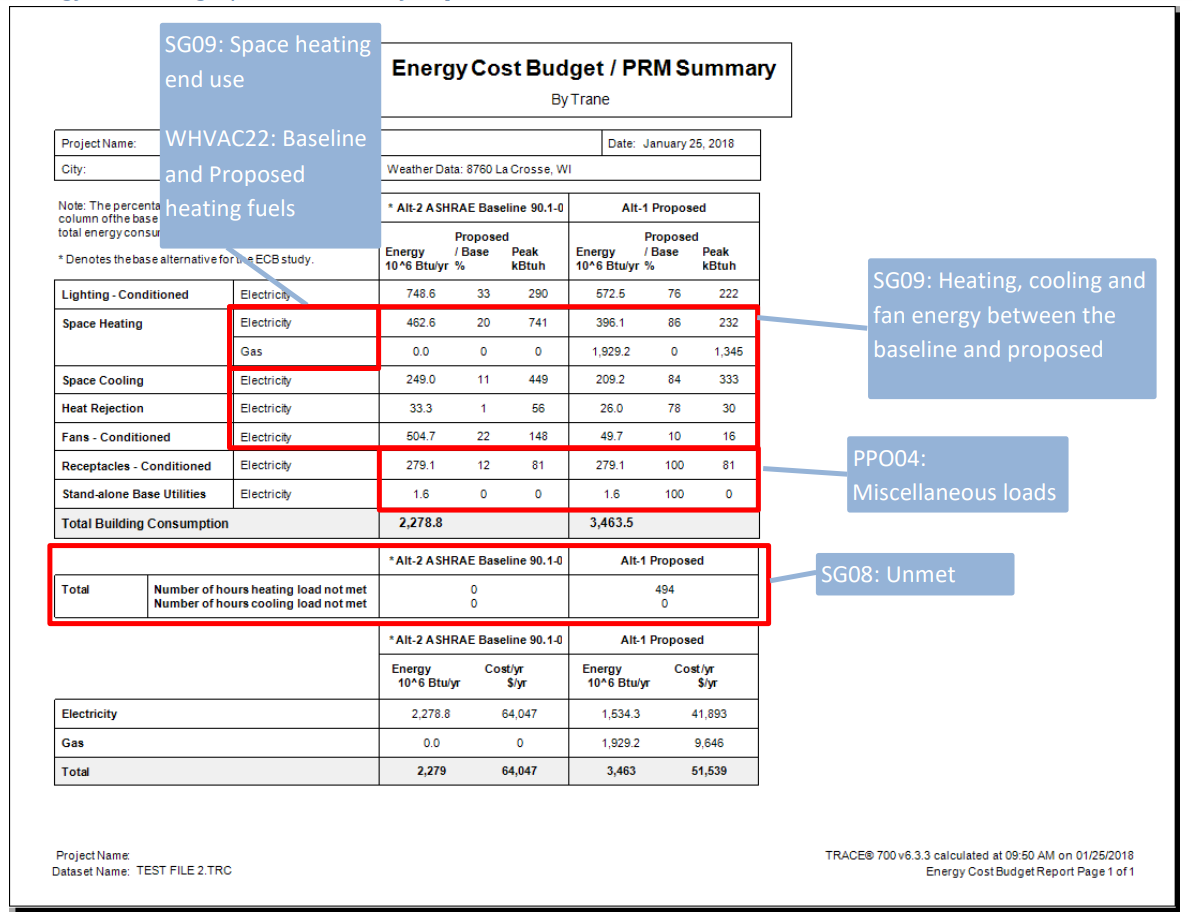 SG09: Space heating
end use
WHVAC22: Baseline
and Proposed
heating fuels
Energy Cost Budget / PRM Summary
By Trane
Project Name:
Date: January 25, 2018
City:
Weather Data: 8760 La Crosse, WI
Note: The percenta
column ofthe base
total energy consu
* Denotes the base alternative for the ECB study.
* Alt-2 ASHRAE Baseline 90.1-0 Alt-1 Proposed
Energy 10^6 Btu/yr Proposed / Base % Peak kBtuh Energy 10^6 Btu/yr Proposed / Base % Peak kBtuh
Lighting - Conditioned Electricity 748.6 33 290 572.5 76 222
Space Heating Electricity 462.6 20 741 396.1 86 232
Gas 0.0 0 0 1,929.2 0 1,345
Space Cooling Electricity 249.0 11 449 209.2 84 333
Heat Rejection Electricity 33.3 1 56 26.0 78 30
Fans - Conditioned Electricity 504.7 22 148 49.7 10 16
Receptacles - Conditioned Electricity 279.1 12 81 279.1 100 81
Stand-alone Base Utilities Electricity 1.6 0 0 1.6 100 0
Total Building Consumption 2,278.8 3,463.5
SG09: Heating, cooling and
fan energy between the
baseline and proposed
PPO04:
Miscellaneous loads
* Alt-2 ASHRAE Baseline 90.1-0 Alt-1 Proposed
Total Number of hours heating load not met 0 494
Number of hours cooling load not met 0 0
SG08: Unmet
* Alt-2 ASHRAE Baseline 90.1-0 Alt-1 Proposed
Energy 10^6 Btu/yr Cost/yr $/yr Energy 10^6 Btu/yr Cost/yr $/yr
Electricity 2,278.8 64,047 1,534.3 41,893
Gas 0.0 0 1,929.2 9,646
Total 2,279 64,047 3,463 51,539
Project Name:
Dataset Name: TEST FILE 2.TRC
TRACE® 700 v6.3.3 calculated at 09:50 AM on 01/25/2018
Energy Cost Budget Report Page 1 of 1